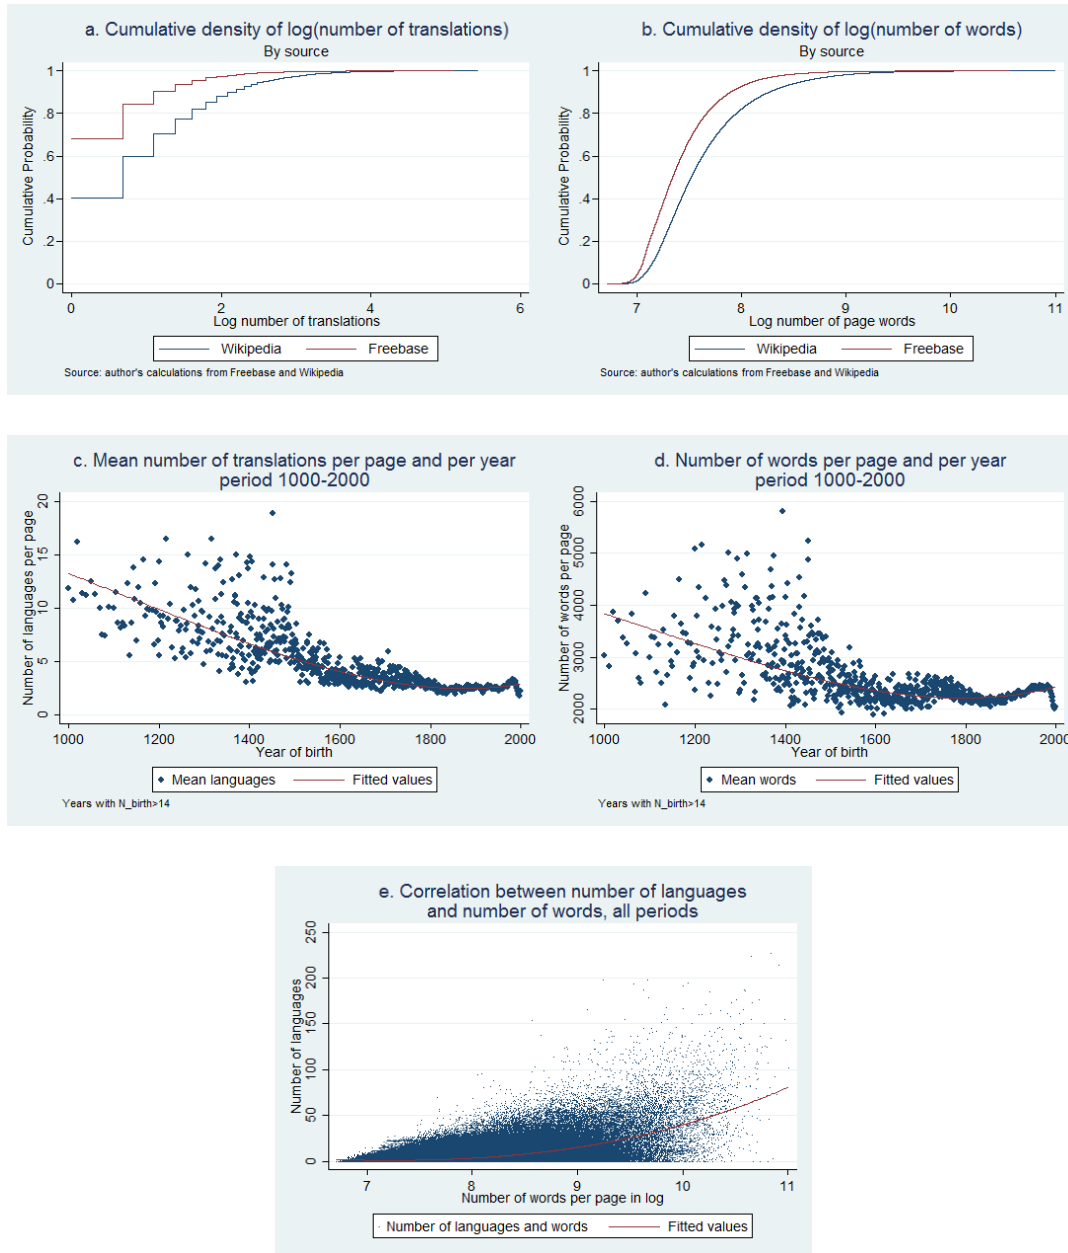 a. Cumulative density of log(number of translations)
By source
Cumulative Probability
1
.8
.6
.4
.2
0
0 2 4 6
Log number of translations
Wikipedia Freebase
Source: author's calculations from Freebase and Wikipedia
b. Cumulative density of log(number of words)
By source
Cumulative Probability
1
.8
.6
.4
.2
0
7 8 9 10 11
Log number of page words
Wikipedia Freebase
Source: author's calculations from Freebase and Wikipedia
c. Mean number of translations per page and per year
period 1000-2000
Number of languages per page
20
15
10
5
0
1000 1200 1400 1600 1800 2000
Year of birth
Mean languages Fitted values
Years with N_birth>14
d. Number of words per page and per year
period 1000-2000
Number of words per page
6000
5000
4000
3000
2000
1000 1200 1400 1600 1800 2000
Year of birth
Mean words Fitted values
Years with N_birth>14
e. Correlation between number of languages
and number of words, all periods
Number of languages
250
200
150
100
50
0
7 8 9 10 11
Number of words per page in log
Number of languages and words Fitted values